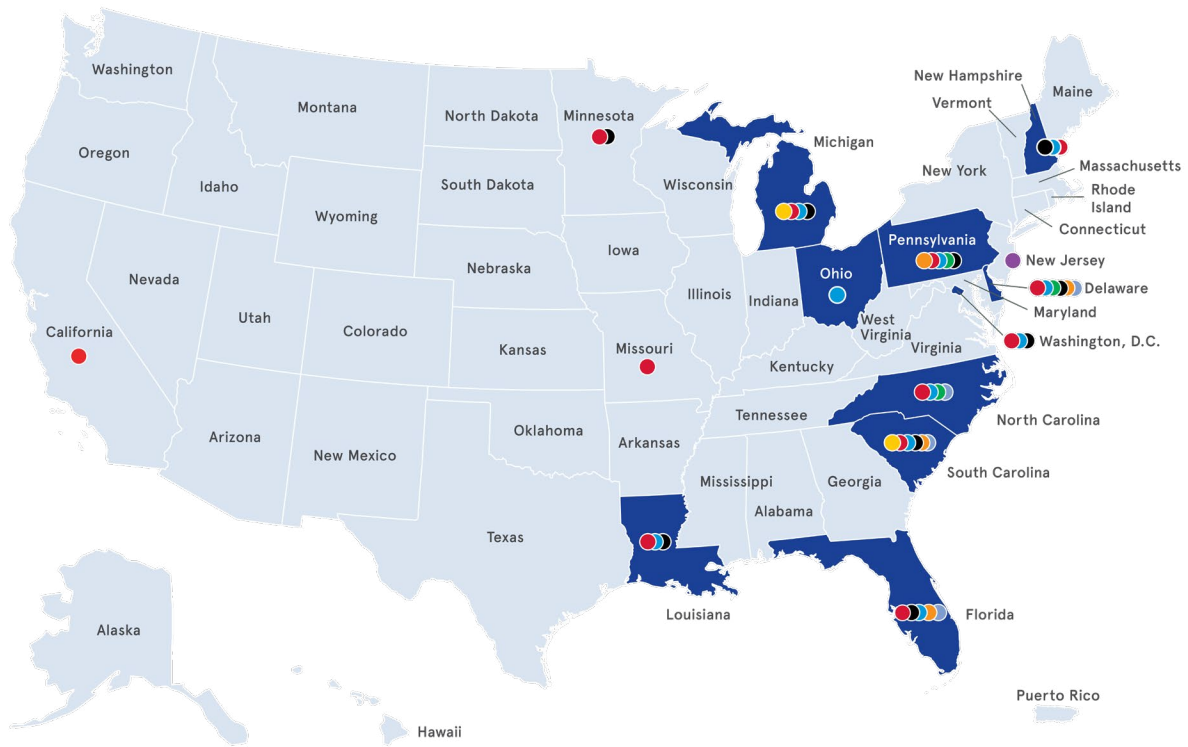 New Hampshire
Washington
Maine
Vermont
Montana
North Dakota
Minnesota
Michigan
Oregon
Massachusetts
New York
Idaho
South Dakota
Wisconsin
Rhode
Island
Wyoming
Connecticut
Pennsylvania
Iowa
New Jersey
Nebraska
Ohio
Nevada
Delaware
Illinois
Indiana
Maryland
Utah
West
Virginia
California
Colorado
Washington, D.C.
Kansas
Missouri
Virginia
Kentucky
Tennessee
North Carolina
Oklahoma
Arizona
Arkansas
New Mexico
South Carolina
Mississippi
Georgia
Alabama
Texas
Louisiana
Florida
Alaska
Puerto Rico
Hawaii